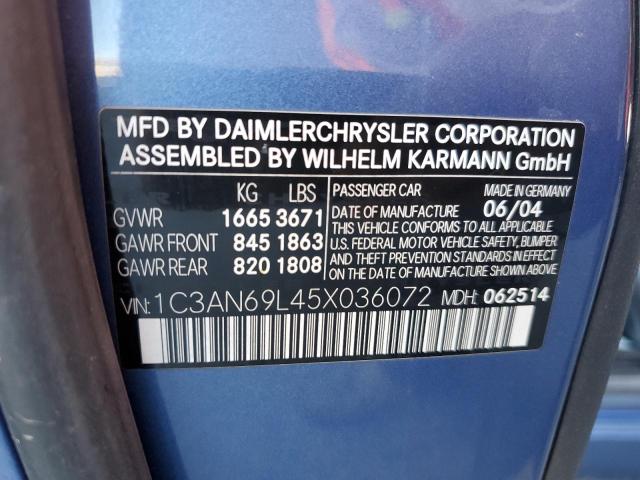 MFD BY DAIMLERCHRYSLER CORPORATION
ASSEMBLED BY WILHELM KARMANN GmbH
KG LBS
GVWR 1665 3671
GAWR FRONT 845 1863
GAWR REAR 820 1808
PASSENGER CAR MADE IN GERMANY
DATE OF MANUFACTURE 06/04
THIS VEHICLE CONFORMS TO ALL APPLICABLE
U.S. FEDERAL MOTOR VEHICLE SAFETY, BUMPER
AND THEFT PREVENTION STANDARDS IN EFFECT
ON THE DATE OF MANUFACTURE SHOWN ABOVE.
VIN: 1C3AN69L45X036072 MDH: 062514